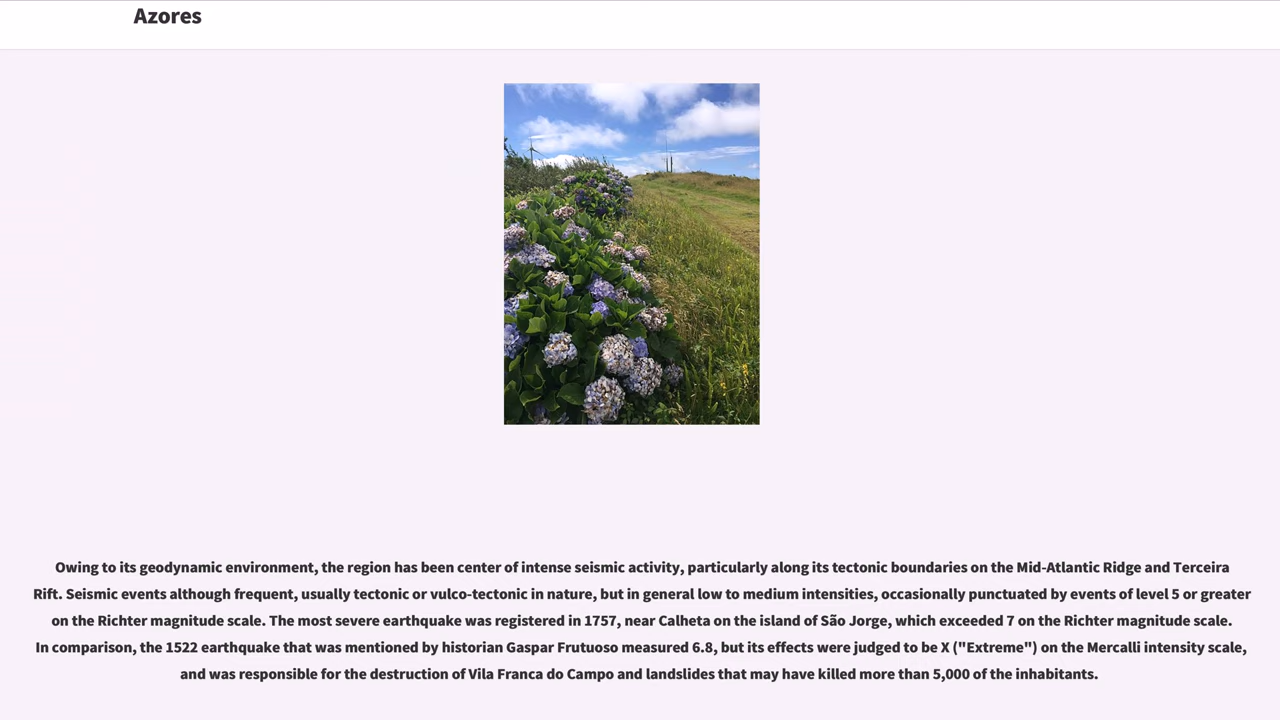 Azores
Owing to its geodynamic environment, the region has been center of intense seismic activity, particularly along its tectonic boundaries on the Mid-Atlantic Ridge and Terceira
Rift. Seismic events although frequent, usually tectonic or vulco-tectonic in nature, but in general low to medium intensities, occasionally punctuated by events of level 5 or greater
on the Richter magnitude scale. The most severe earthquake was registered in 1757, near Calheta on the island of São Jorge, which exceeded 7 on the Richter magnitude scale.
In comparison, the 1522 earthquake that was mentioned by historian Gaspar Frutuoso measured 6.8, but its effects were judged to be X ("Extreme") on the Mercalli intensity scale,
and was responsible for the destruction of Vila Franca do Campo and landslides that may have killed more than 5,000 of the inhabitants.